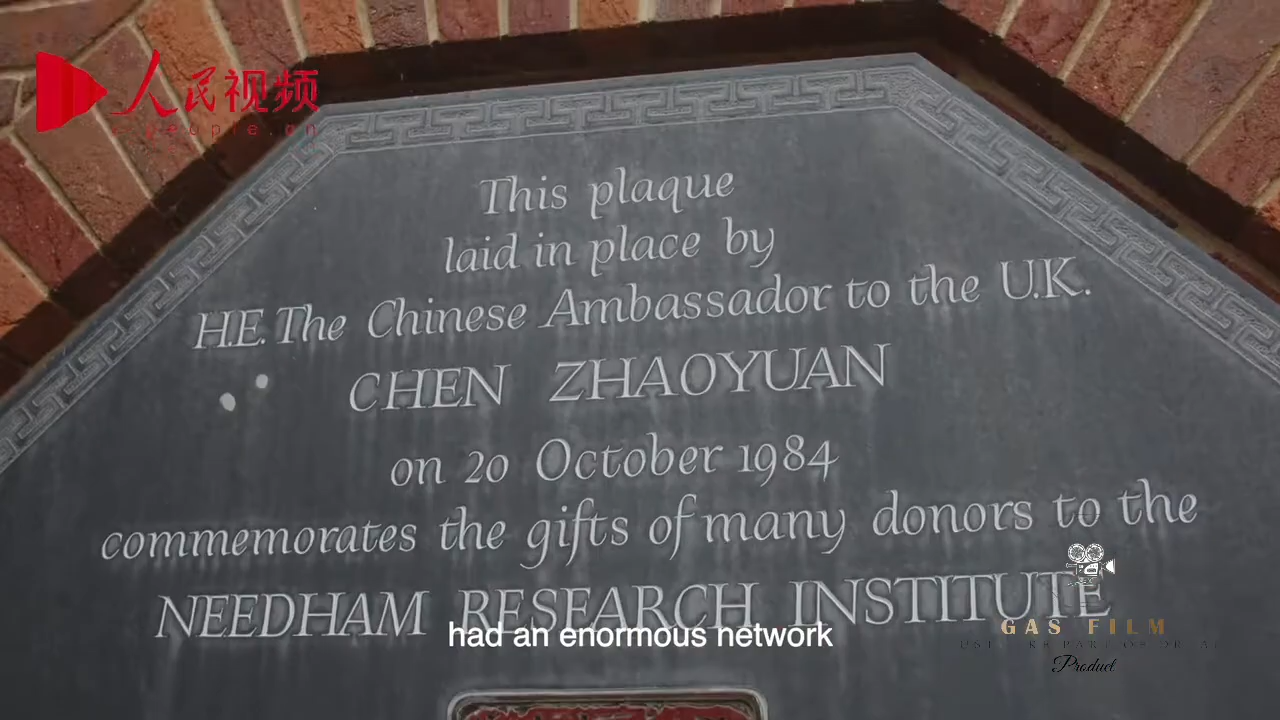 人民视频
people.cn
This plaque
laid in place by
H.E. The Chinese Ambassador to the U.K.
CHEN ZHAOYUAN
on 20 October 1984
commemorates the gifts of many donors to the
NEEDHAM RESEARCH INSTITUTE
had an enormous network
GAS FILM
Product